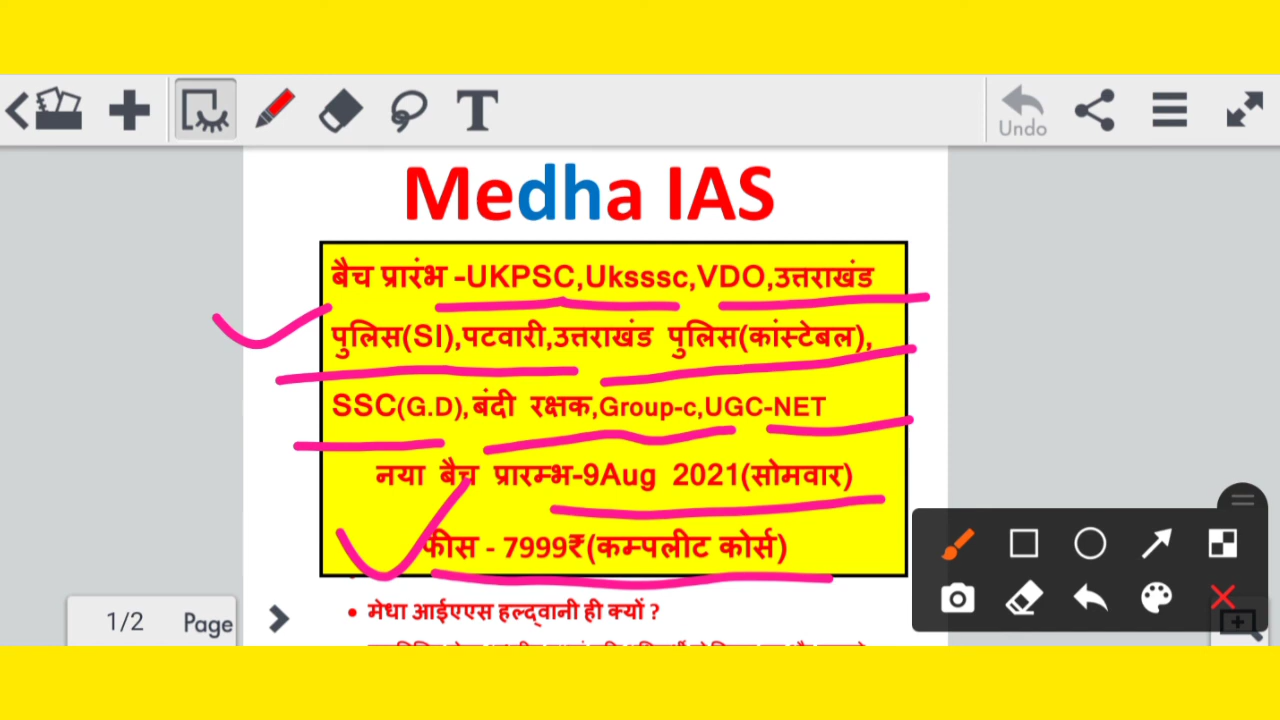 Undo
Medha IAS
बैच प्रारंभ -UKPSC,Uksssc,VDO,उत्तराखंड
पुलिस(SI),पटवारी,उत्तराखंड पुलिस(कांस्टेबल),
SSC(G.D),बंदी रक्षक,Group-c,UGC-NET
नया बैच प्रारम्भ-9Aug 2021(सोमवार)
फीस - 7999₹(कम्पलीट कोर्स)
• मेधा आईएएस हल्द्वानी ही क्यों ?
1/2 Page